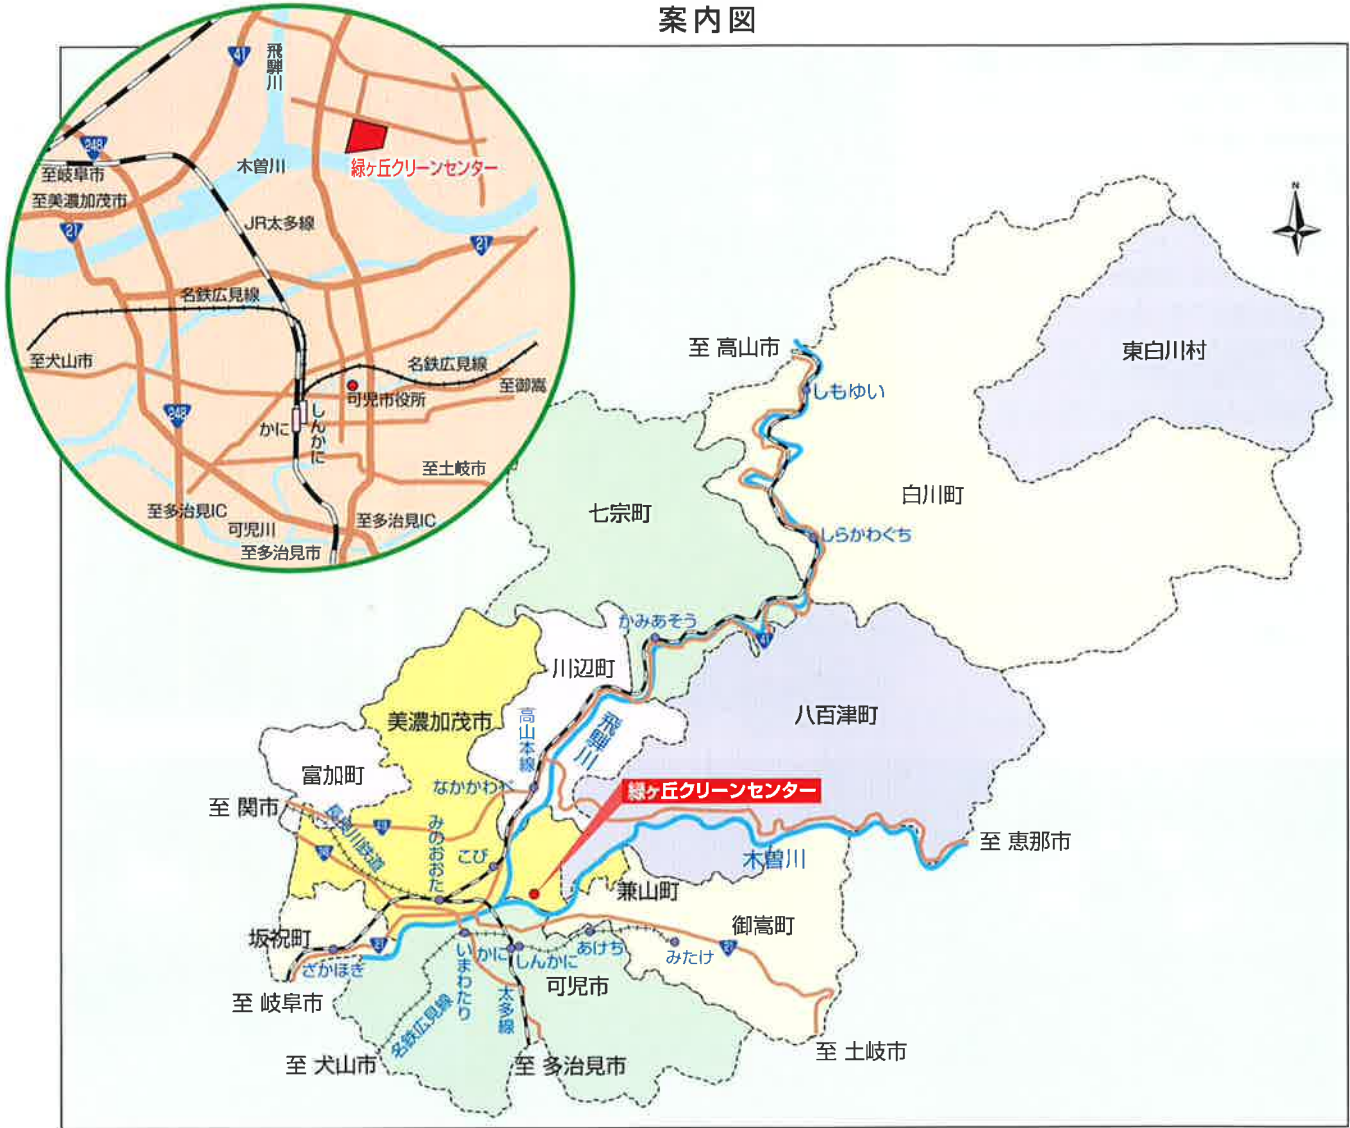 案内図
41
飛騨川
248
至岐阜市
至美濃加茂市
21
木曽川
緑ヶ丘クリーンセンター
JR太多線
21
名鉄広見線
至犬山市
名鉄広見線
至御嵩
可児市役所
248
かに
しんかに
至土岐市
至多治見IC
可児川
至多治見IC
至多治見市
N
至 高山市
しもゆい
東白川村
白川町
七宗町
しらかわぐち
かみあそう
41
川辺町
美濃加茂市
高山本線
飛騨川
八百津町
富加町
なかかわべ
緑ヶ丘クリーンセンター
至 関市
長良川鉄道
みのおおた
こび
木曽川
至 恵那市
兼山町
坂祝町
21
御嵩町
21
ざかほぎ
いまわたり
かに
しんかに
あけち
みたけ
可児市
至 岐阜市
名鉄広見線
太多線
至 犬山市
至 多治見市
至 土岐市